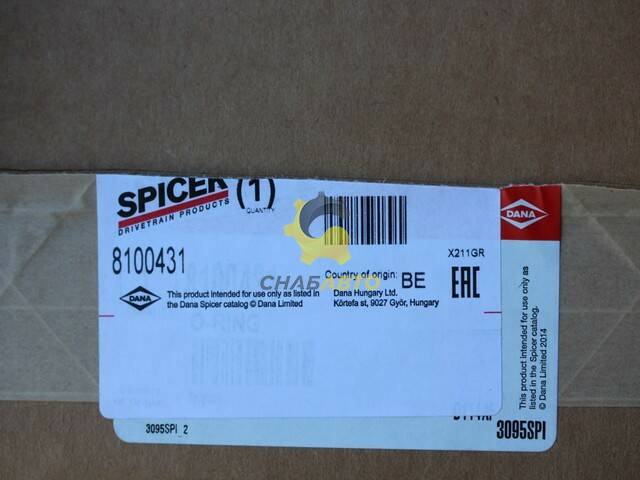 SPICER (1)
DRIVETRAIN PRODUCTS
QUANTITY
8100431
X211GR
СНАБАВТО
Country of origin: BE
EAC
DANA
This product intended for use only as listed in
the Dana Spicer catalog © Dana Limited
Dana Hungary Ltd.
Körtefa st, 9027 Győr, Hungary
DANA
This product intended for use only as
listed in the Spicer catalog.
© Dana Limited 2014
3095SPI 2
3095SPI